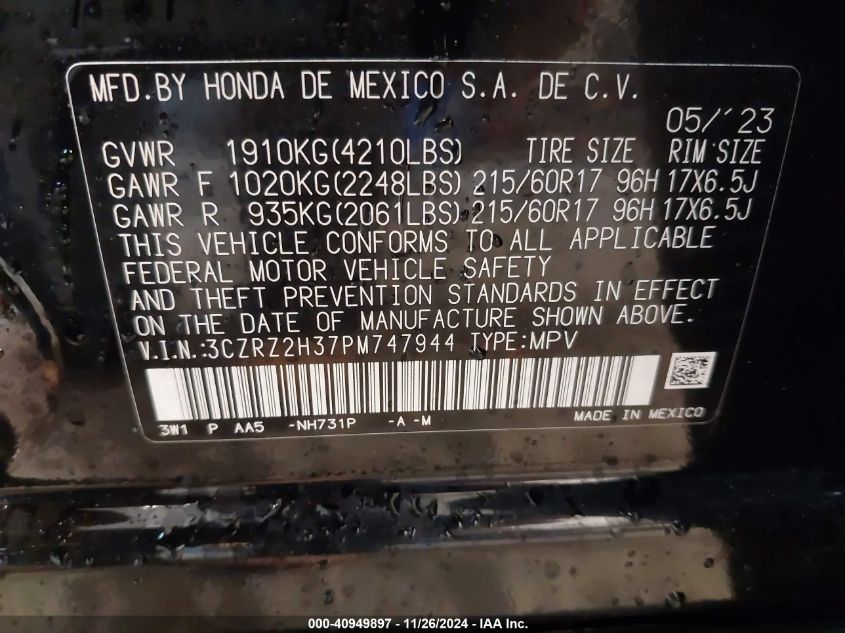 MFD.BY HONDA DE MEXICO S.A. DE C.V.
05/'23
GVWR 1910KG(4210LBS) TIRE SIZE RIM SIZE
GAWR F 1020KG(2248LBS) 215/60R17 96H 17X6.5J
GAWR R 935KG(2061LBS) 215/60R17 96H 17X6.5J
THIS VEHICLE CONFORMS TO ALL APPLICABLE
FEDERAL MOTOR VEHICLE SAFETY
AND THEFT PREVENTION STANDARDS IN EFFECT
ON THE DATE OF MANUFACTURE SHOWN ABOVE.
V.I.N.:3CZRZ2H37PM747944 TYPE:MPV
3W1 P AA5 -NH731P -A -M MADE IN MEXICO
000-40949897 - 11/26/2024 - IAA Inc.